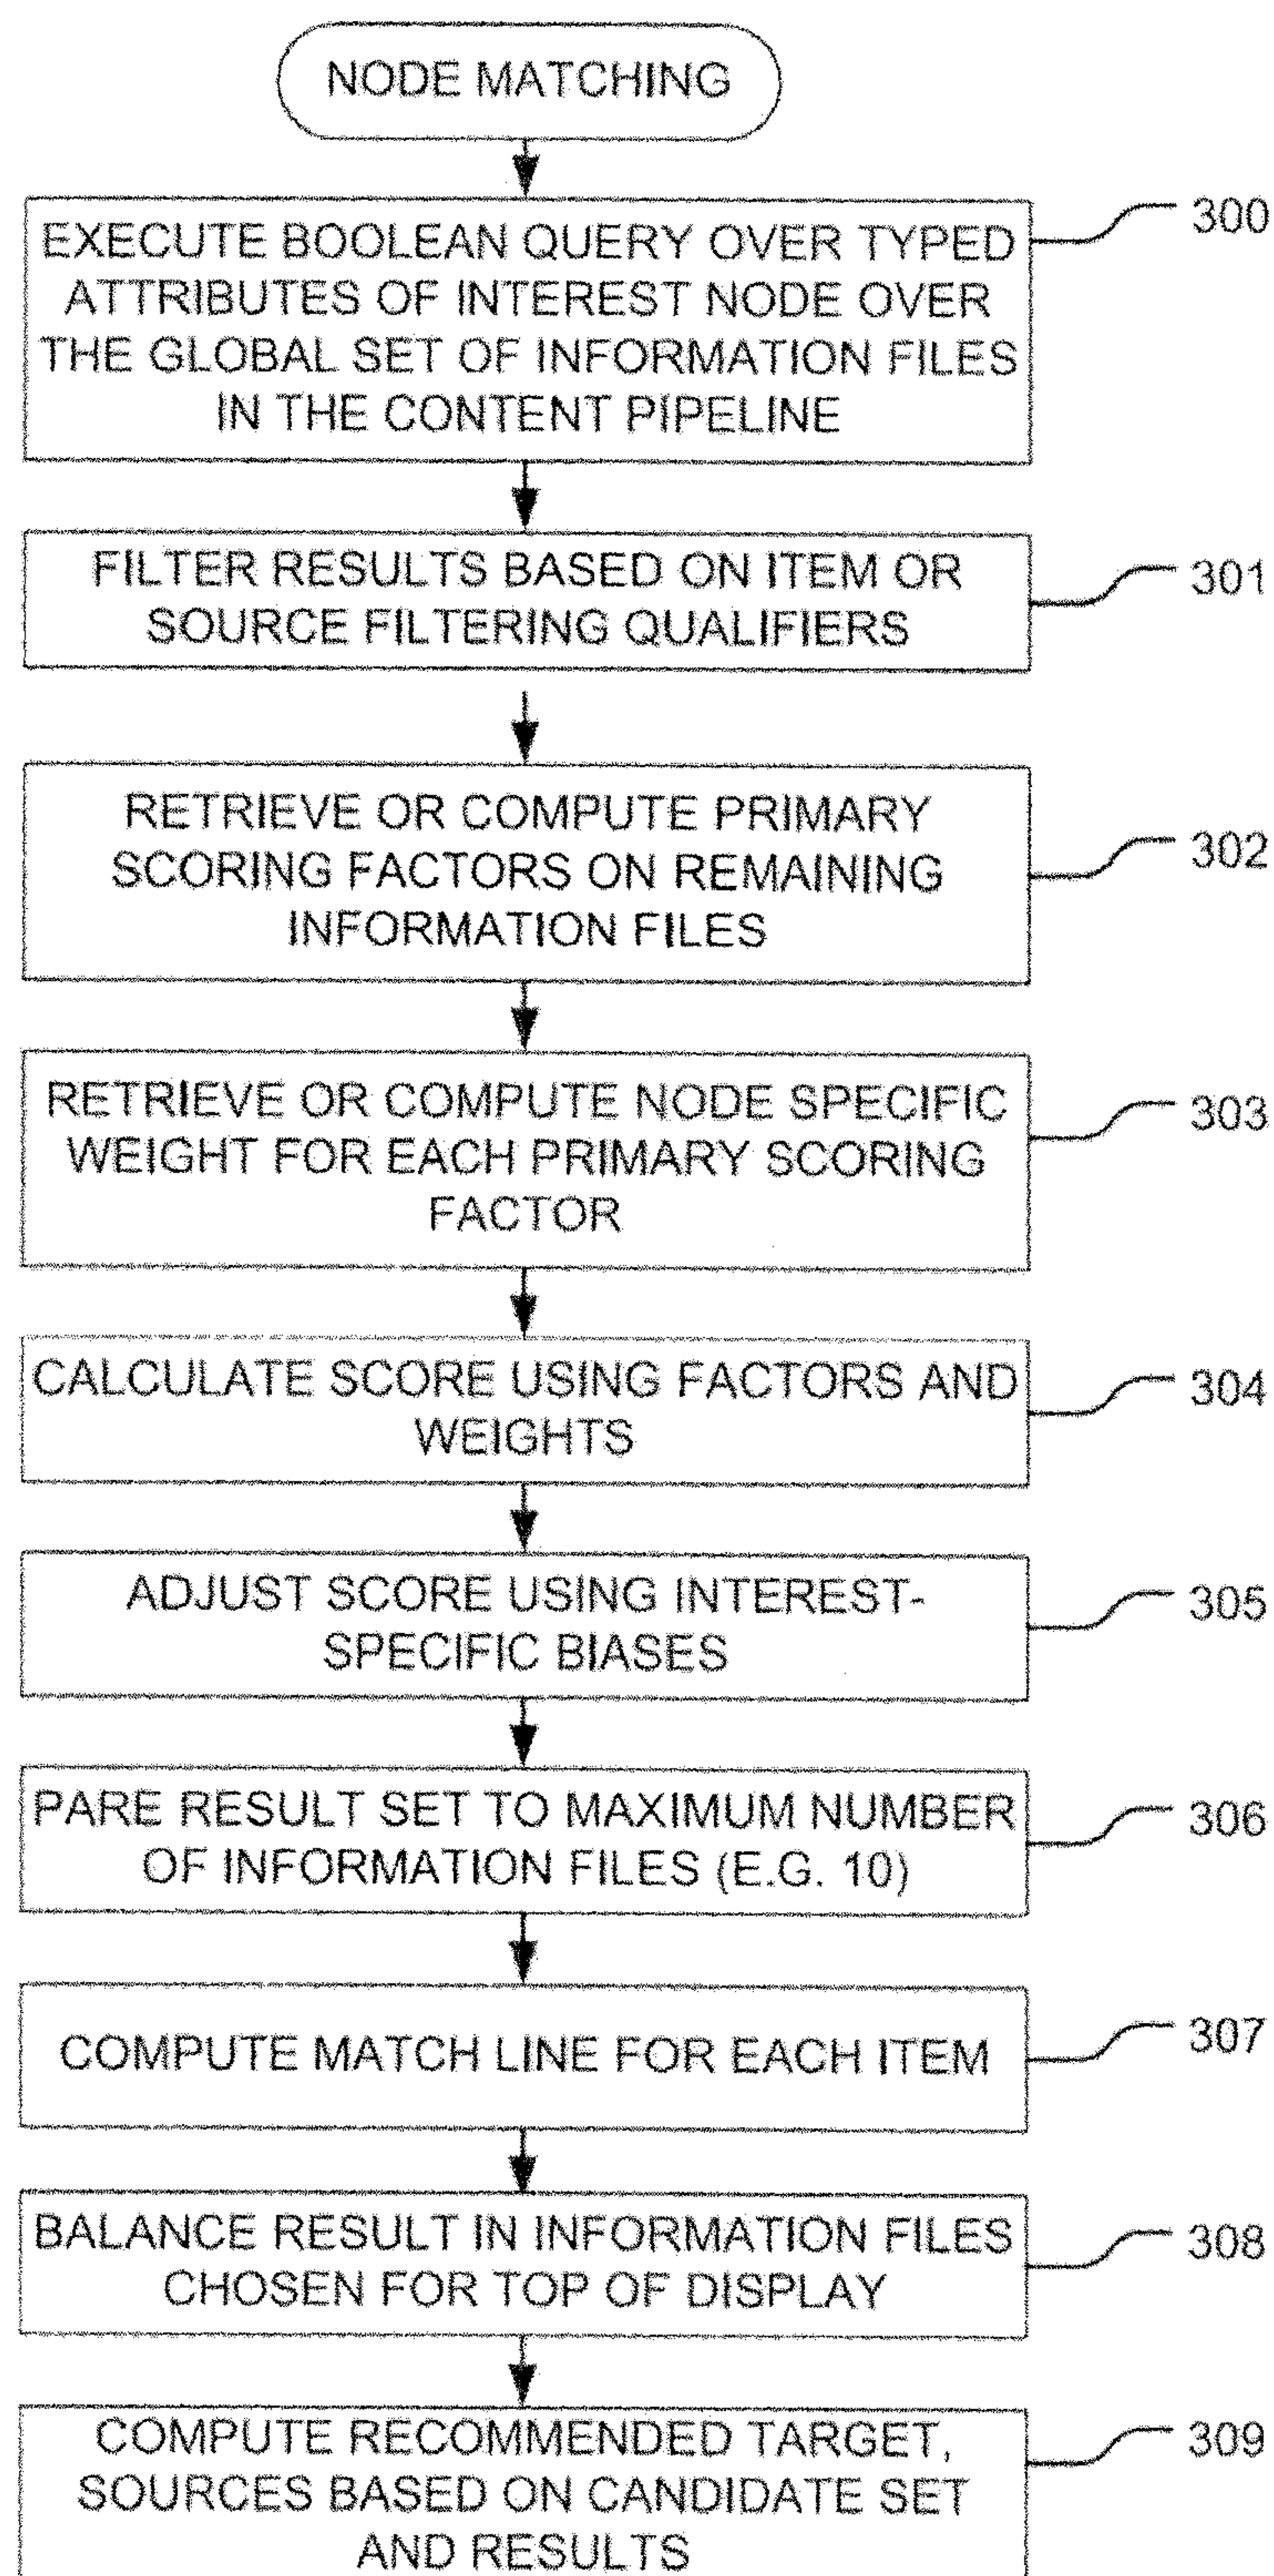 NODE MATCHING
EXECUTE BOOLEAN QUERY OVER TYPED
ATTRIBUTES OF INTEREST NODE OVER
THE GLOBAL SET OF INFORMATION FILES
IN THE CONTENT PIPELINE
300
FILTER RESULTS BASED ON ITEM OR
SOURCE FILTERING QUALIFIERS
301
RETRIEVE OR COMPUTE PRIMARY
SCORING FACTORS ON REMAINING
INFORMATION FILES
302
RETRIEVE OR COMPUTE NODE SPECIFIC
WEIGHT FOR EACH PRIMARY SCORING
FACTOR
303
CALCULATE SCORE USING FACTORS AND
WEIGHTS
304
ADJUST SCORE USING INTEREST-
SPECIFIC BIASES
305
PARE RESULT SET TO MAXIMUM NUMBER
OF INFORMATION FILES (E.G. 10)
306
COMPUTE MATCH LINE FOR EACH ITEM
307
BALANCE RESULT IN INFORMATION FILES
CHOSEN FOR TOP OF DISPLAY
308
COMPUTE RECOMMENDED TARGET,
SOURCES BASED ON CANDIDATE SET
AND RESULTS
309